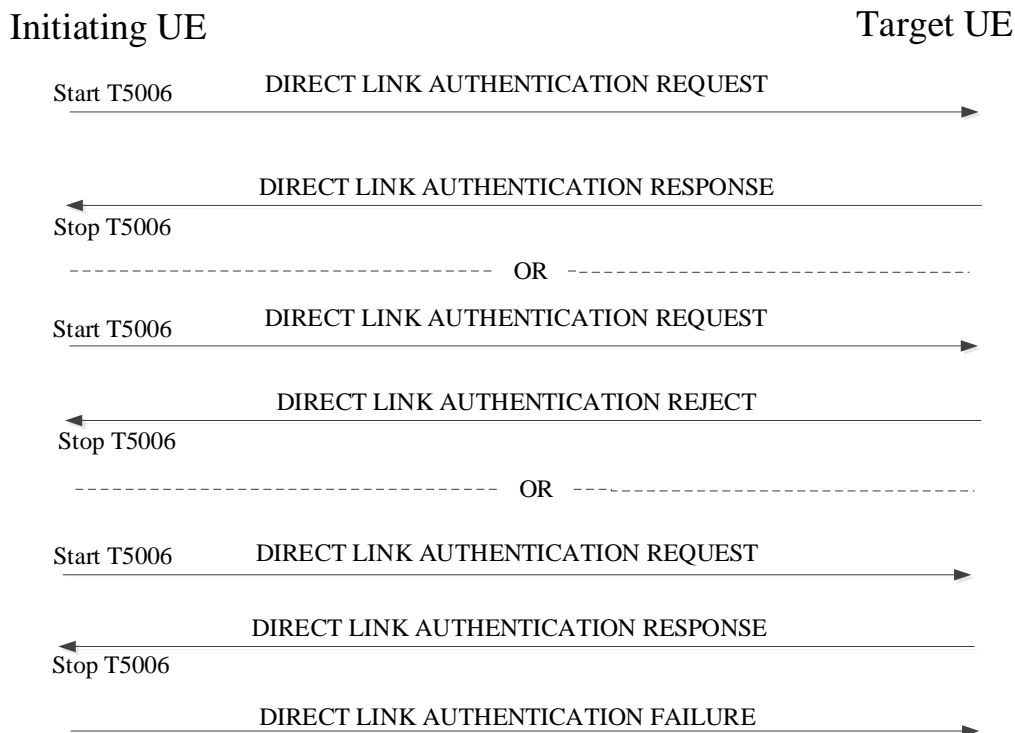 Initiating UE
Target UE
Start T5006
DIRECT LINK AUTHENTICATION REQUEST
DIRECT LINK AUTHENTICATION RESPONSE
Stop T5006
OR
Start T5006
DIRECT LINK AUTHENTICATION REQUEST
DIRECT LINK AUTHENTICATION REJECT
Stop T5006
OR
Start T5006
DIRECT LINK AUTHENTICATION REQUEST
DIRECT LINK AUTHENTICATION RESPONSE
Stop T5006
DIRECT LINK AUTHENTICATION FAILURE